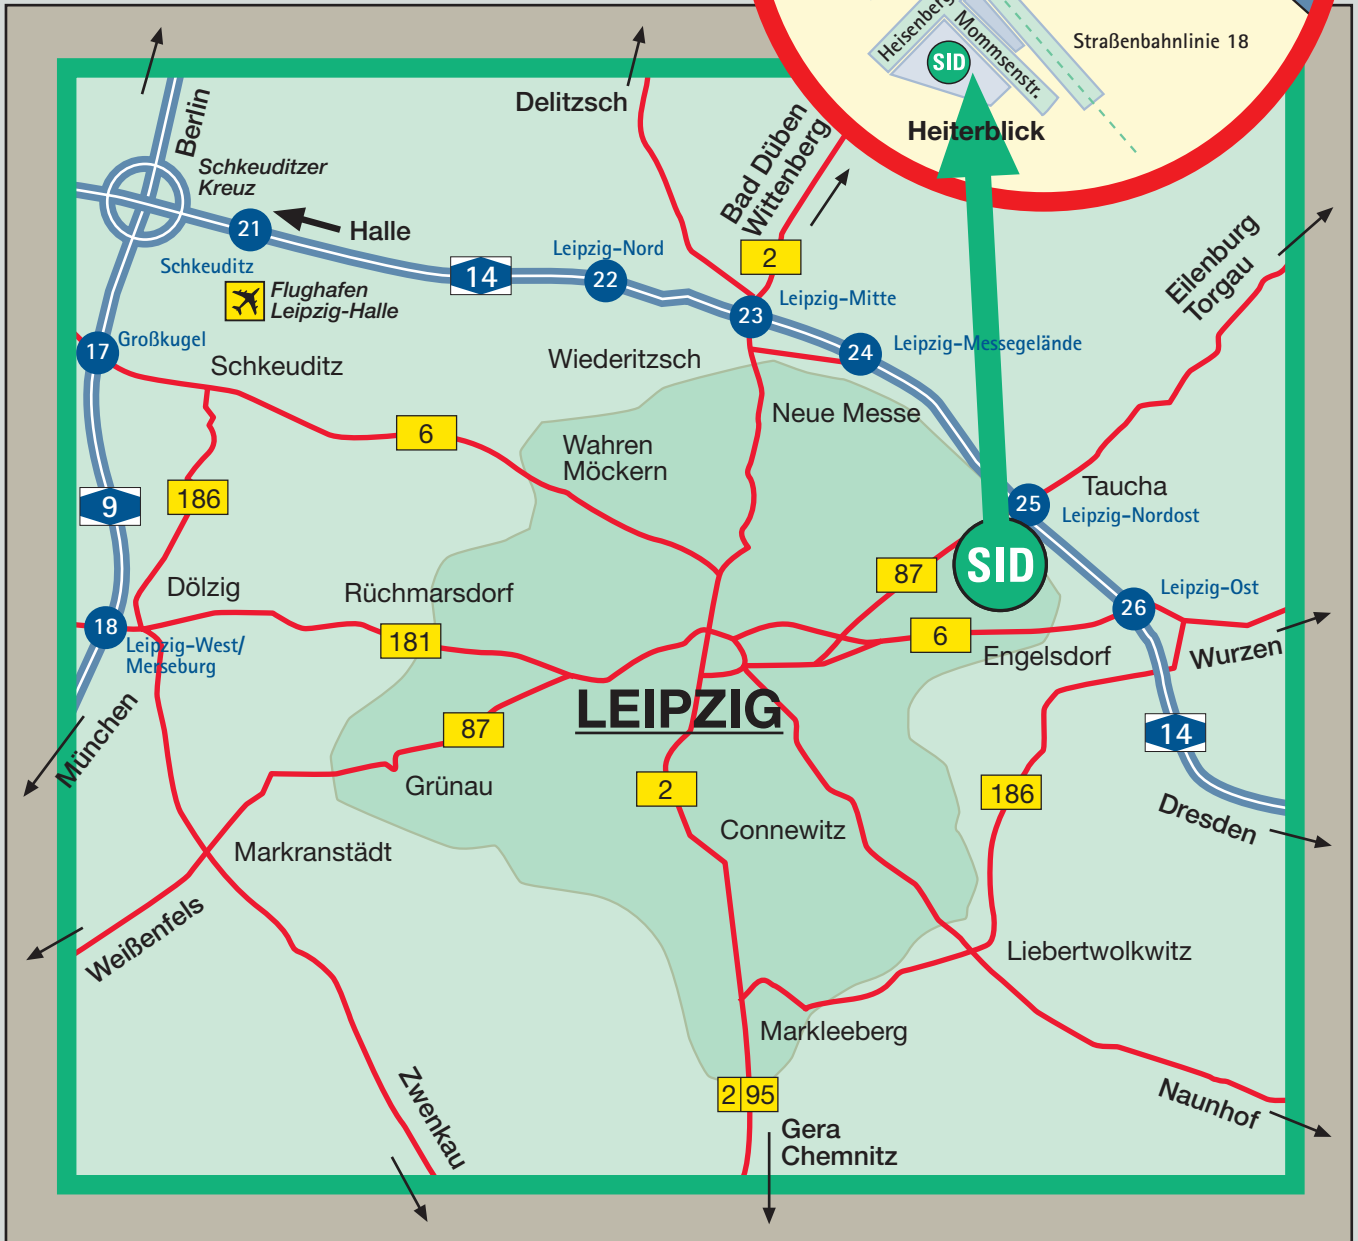 Heisenberg
Mommsenstr.
Straßenbahnlinie 18
SID
Heiterblick
Berlin
Delitzsch
Bad Düben
Wittenberg
Schkeuditzer
Kreuz
21
Halle
Schkeuditz
14
Leipzig-Nord
22
2
Eilenburg
Torgau
Flughafen
Leipzig-Halle
23
Leipzig-Mitte
17
Großkugel
24
Leipzig-Messegelände
Schkeuditz
Wiederitzsch
Neue Messe
6
Wahren
Möckern
9
186
Taucha
25
Leipzig-Nordost
SID
87
Dölzig
Rüchmarsdorf
Leipzig-Ost
26
18
Leipzig-West/
Merseburg
181
6
Engelsdorf
Wurzen
LEIPZIG
München
87
14
Grünau
2
186
Dresden
Connewitz
Markranstädt
Weißenfels
Liebertwolkwitz
Markleeberg
Zwenkau
2 95
Naunhof
Gera
Chemnitz